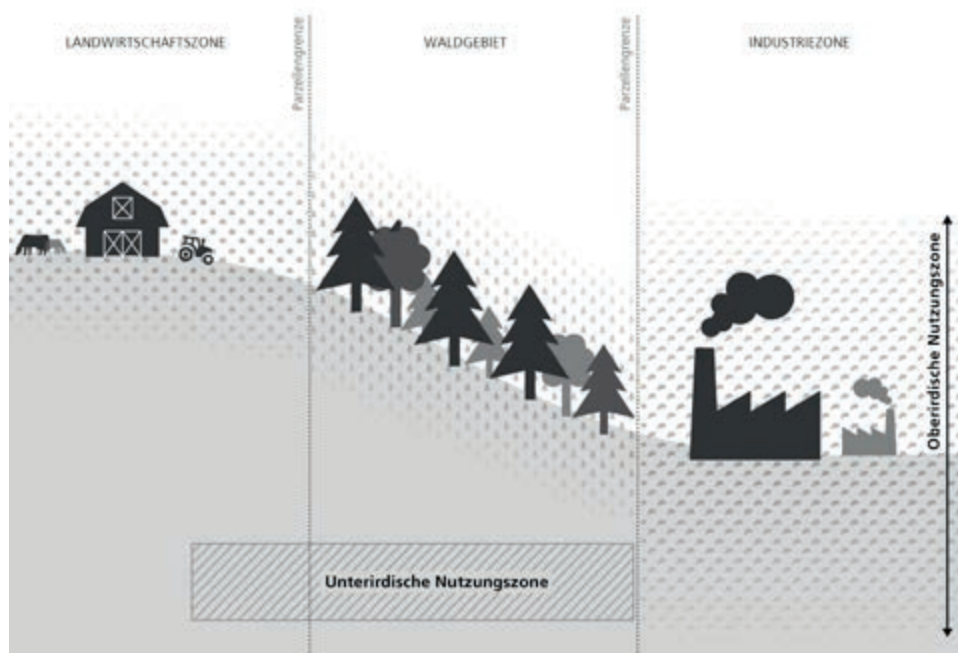 LANDWIRTSCHAFTSZONE
Parzellengrenze
WALDGEBIET
Parzellengrenze
INDUSTRIEZONE
Oberirdische Nutzungszone
Unterirdische Nutzungszone